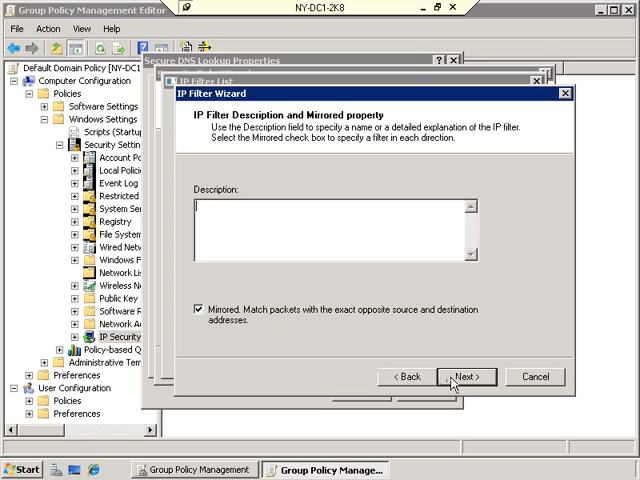 Group Policy Management Editor
NY-DC1-2K8
File Action View Help
Secure DNS Lookup Properties
IP Filter List
IP Filter Wizard
IP Filter Description and Mirrored property
Use the Description field to specify a name or a detailed explanation of the IP filter.
Select the Mirrored check box to specify a filter in each direction.
Description:
Mirrored. Match packets with the exact opposite source and destination
addresses.
< Back
Next >
Cancel
Default Domain Policy [NY-DC1
Computer Configuration
Policies
Software Settings
Windows Settings
Scripts (Startu
Security Settin
Account Po
Local Polici
Event Log
Restricted
System Ser
Registry
File System
Wired Netw
Windows F
Network Lis
Wireless N
Public Key
Software R
Network Ac
IP Security
Policy-based Q
Administrative Tem
Preferences
User Configuration
Policies
Preferences
Start
Group Policy Management
Group Policy Manage...